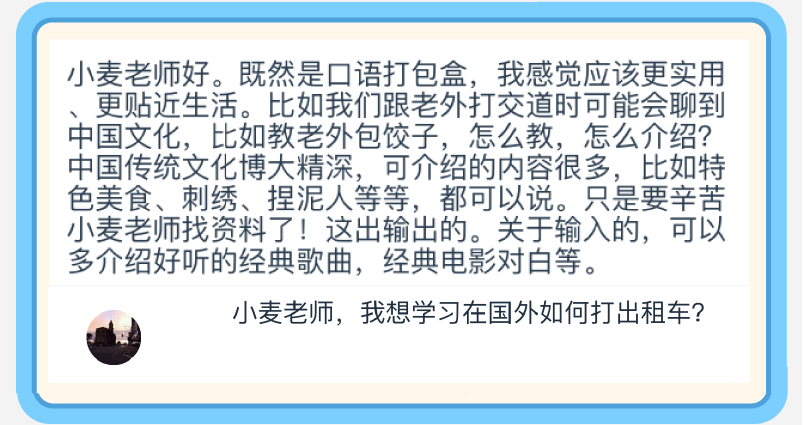 小麦老师好。既然是口语打包盒，我感觉应该更实用
、更贴近生活。比如我们跟老外打交道时可能会聊到
中国文化，比如教老外包饺子，怎么教，怎么介绍？
中国传统文化博大精深，可介绍的内容很多，比如特
色美食、刺绣、捏泥人等等，都可以说。只是要辛苦
小麦老师找资料了！这出输出的。关于输入的，可以
多介绍好听的经典歌曲，经典电影对白等。
小麦老师，我想学习在国外如何打出租车？